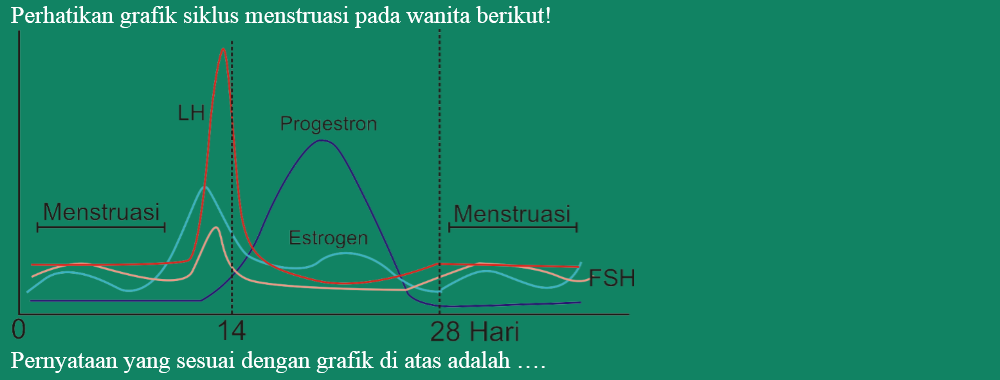 Perhatikan grafik siklus menstruasi pada wanita berikut!
LH
Progestron
Menstruasi
Menstruasi
Estrogen
FSH
0
14
28 Hari
Pernyataan yang sesuai dengan grafik di atas adalah ….